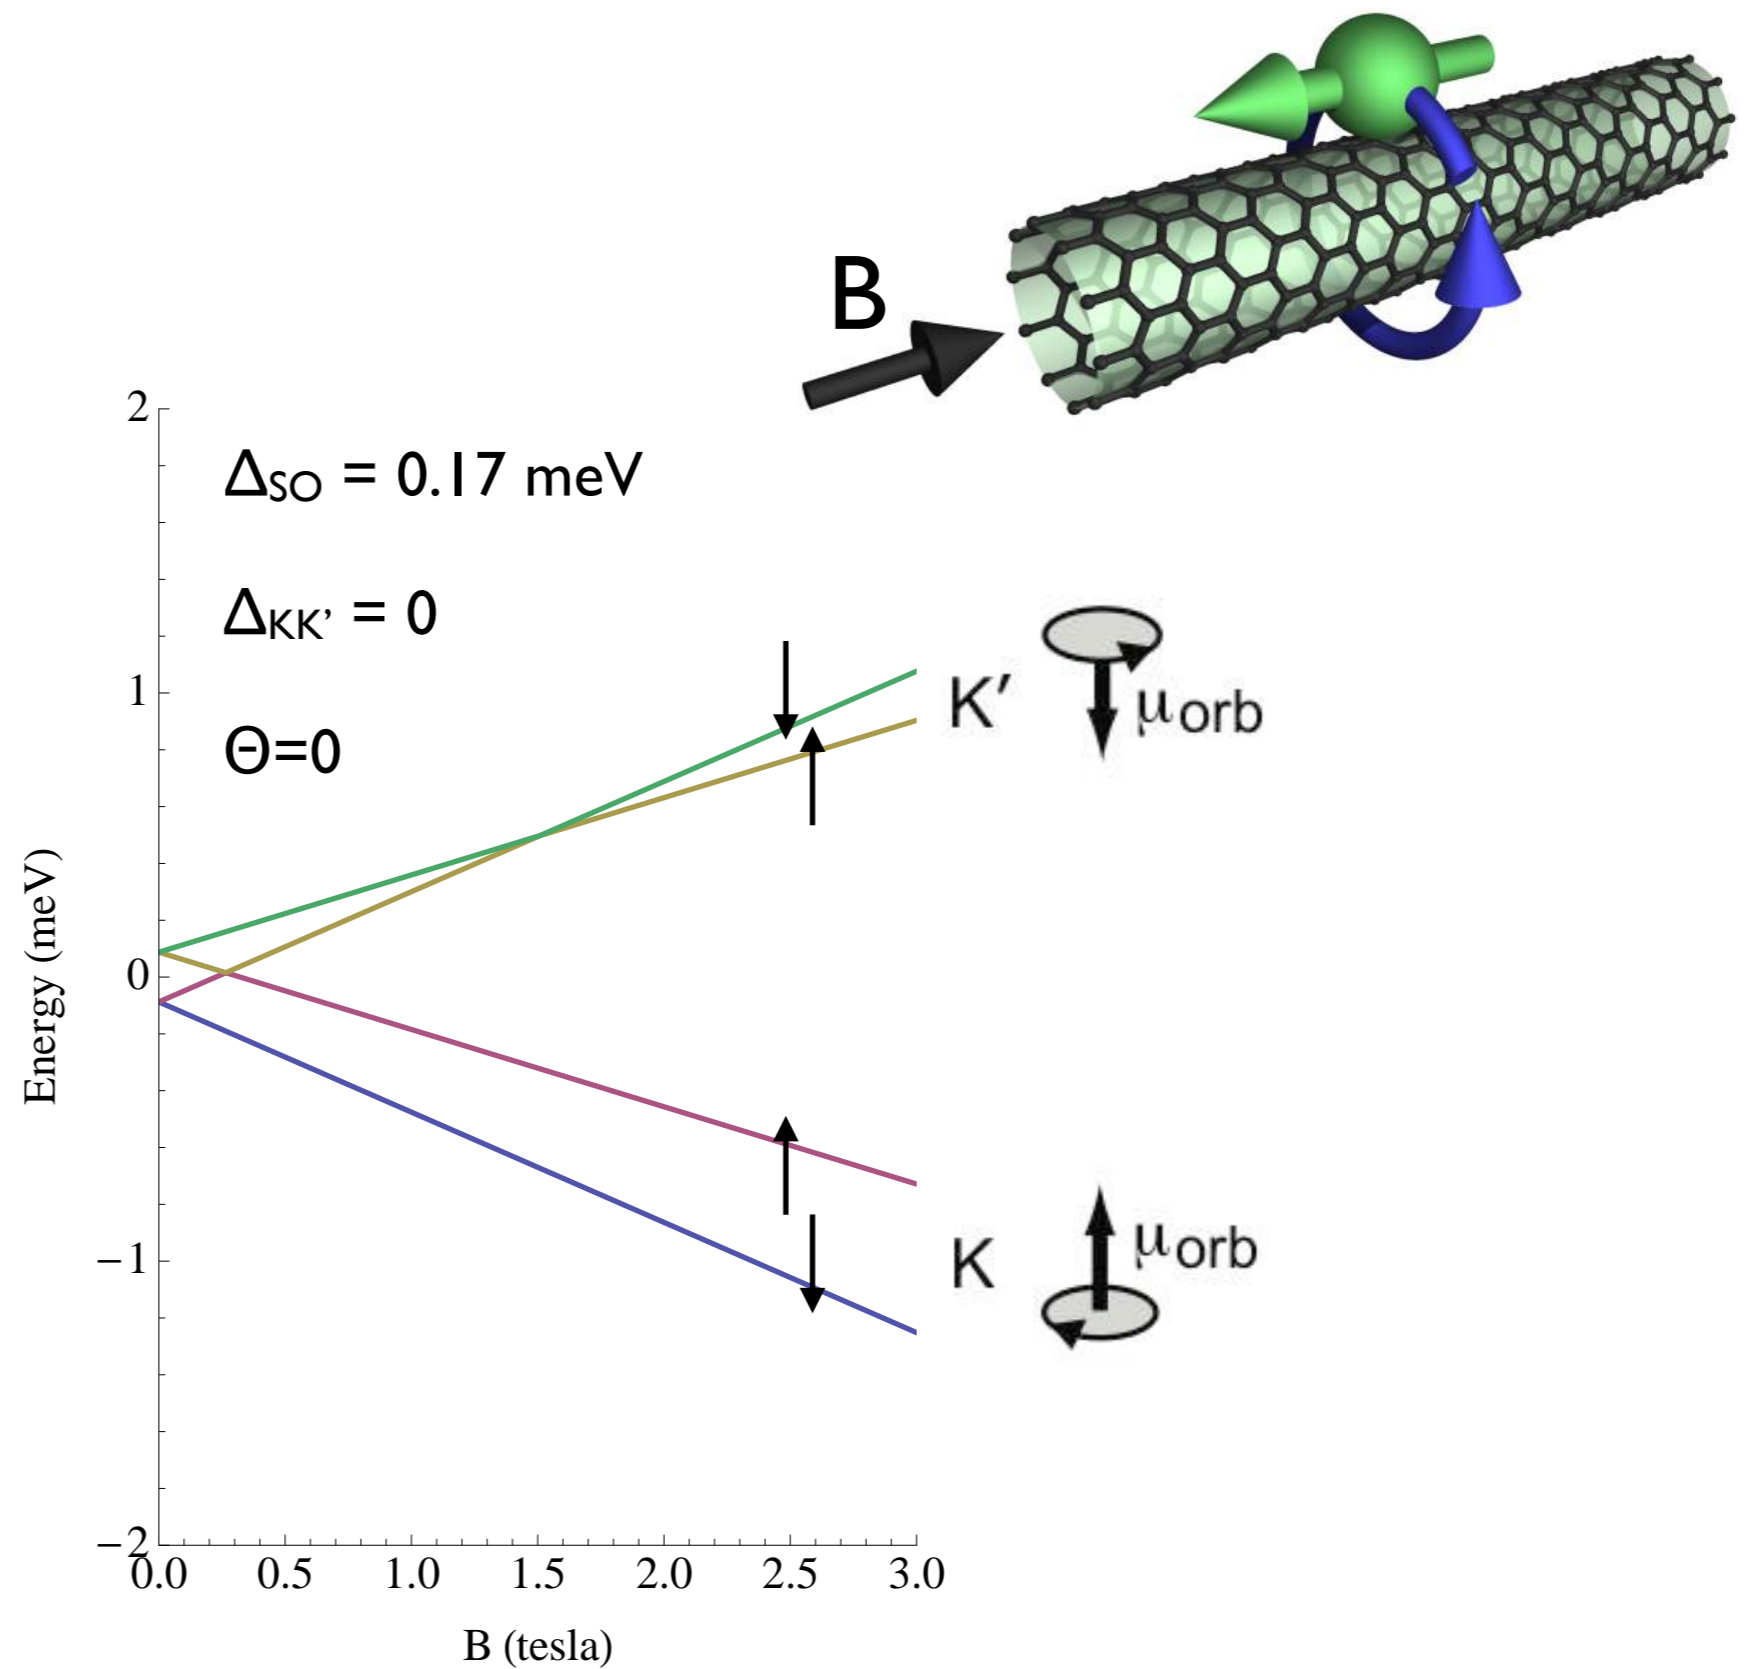 B
2
ΔSO = 0.17 meV
ΔKK’ = 0
1
Θ=0
K′
μorb
0
Energy (meV)
K
μorb
−1
−2
0.0 0.5 1.0 1.5 2.0 2.5 3.0
B (tesla)